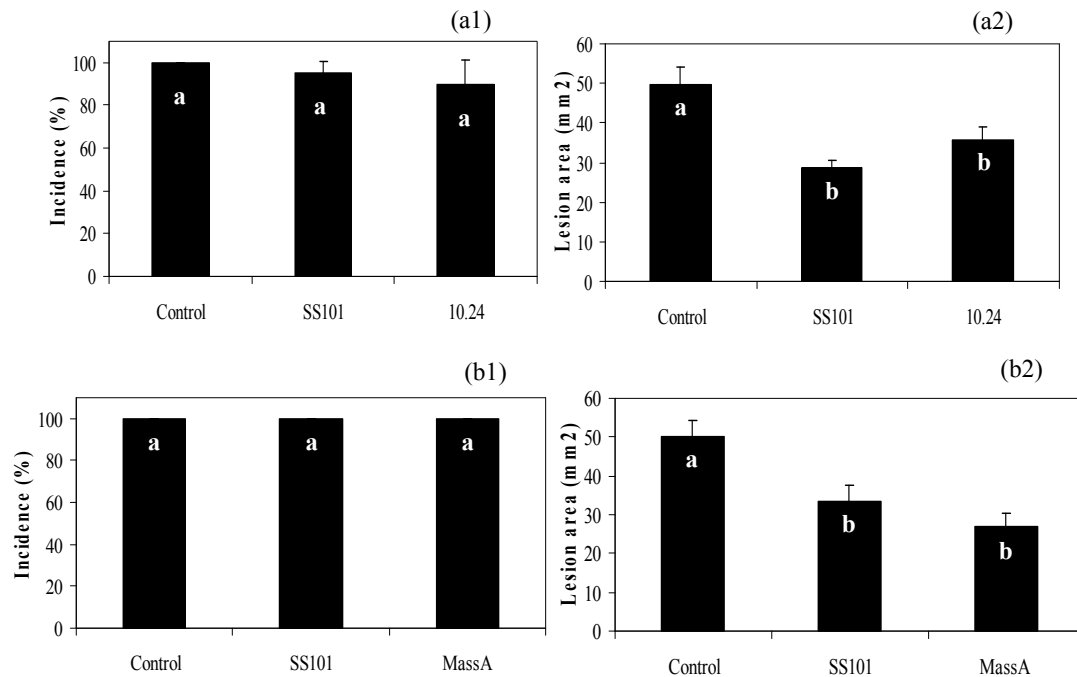 (a1)
Incidence (%)
100
80
60
40
20
0
a
a
a
Control
SS101
10.24
(a2)
Lesion area (mm2)
60
50
40
30
20
10
0
a
b
b
Control
SS101
10.24
(b1)
Incidence (%)
100
80
60
40
20
0
a
a
a
Control
SS101
MassA
(b2)
Lesion area (mm2)
60
50
40
30
20
10
0
a
b
b
Control
SS101
MassA